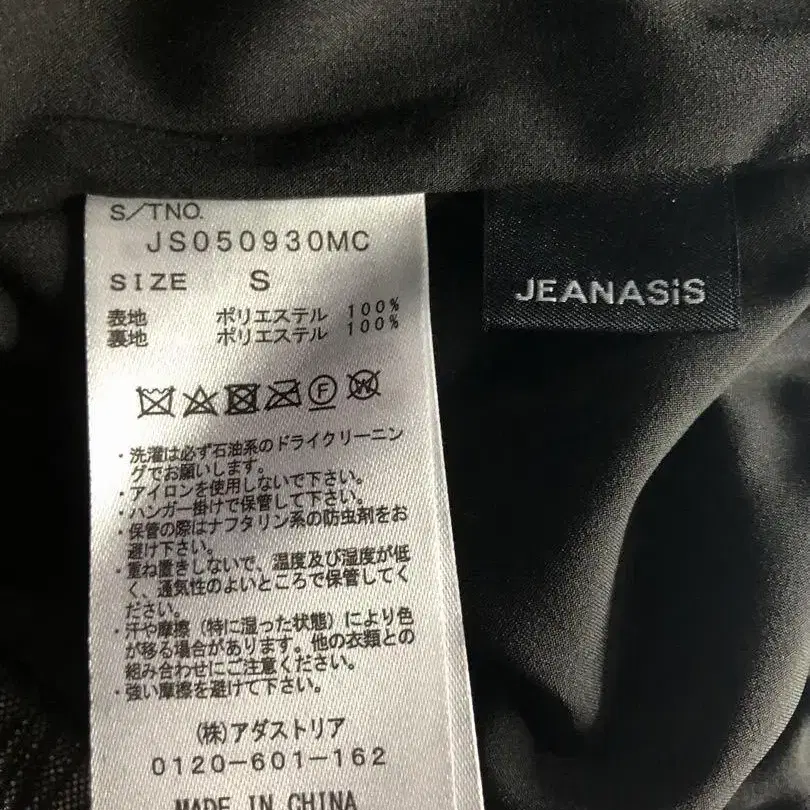 S/TNO.
JS050930MC
SIZE S
表地 ポリエステル 100%
裏地 ポリエステル 100%
F W
・洗濯は必ず石油系のドライクリーニン
グでお願いします。
・アイロンを使用しないで下さい。
・ハンガー掛けで保管して下さい。
・保管の際はナフタリン系の防虫剤をお
避け下さい。
・重ね置きしないで、温度及び湿度が低
く、通気性のよいところで保管してく
ださい。
・汗や摩擦（特に湿った状態）により色
が移る場合があります。他の衣類との
組み合わせにご注意ください。
・強い摩擦を避けて下さい。
(株)アダストリア
0120-601-162
MADE IN CHINA
JEANASiS